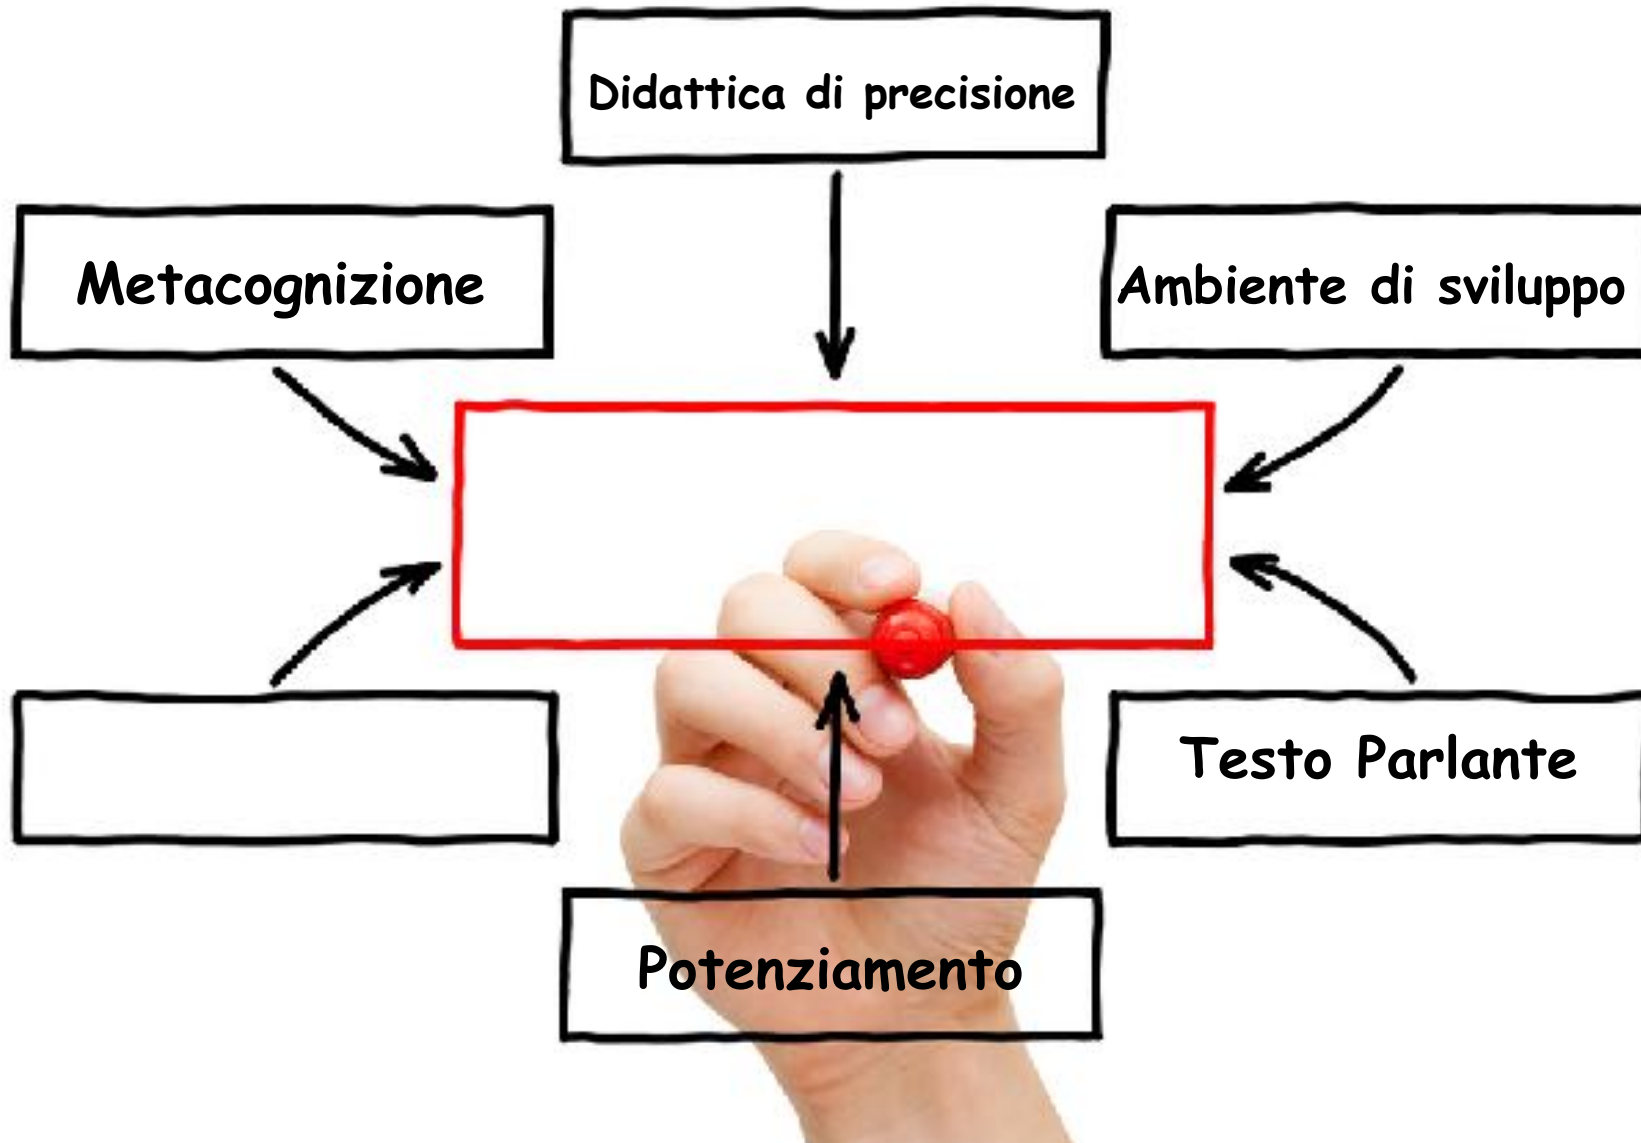 Didattica di precisione
Metacognizione
Ambiente di sviluppo
Testo Parlante
Potenziamento